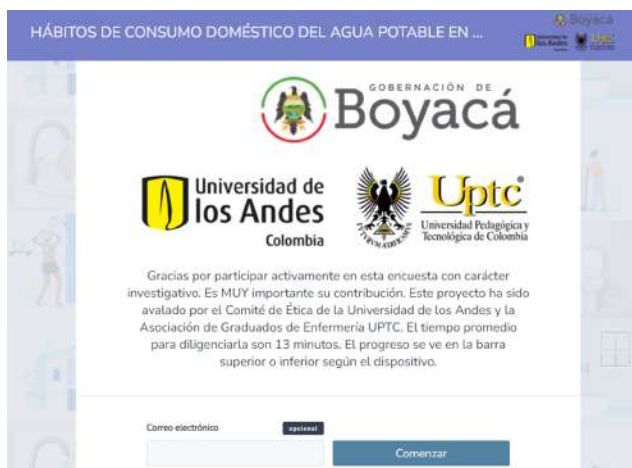 HÁBITOS DE CONSUMO DOMÉSTICO DEL AGUA POTABLE EN ...
Boyacá
GOBERNACIÓN DE
Boyacá
Universidad de
los Andes
Colombia
Uptc
Universidad Pedagógica y
Tecnológica de Colombia
Gracias por participar activamente en esta encuesta con carácter
investigativo. Es MUY importante su contribución. Este proyecto ha sido
avalado por el Comité de Ética de la Universidad de los Andes y la
Asociación de Graduados de Enfermería UPTC. El tiempo promedio
para diligenciarla son 13 minutos. El progreso se ve en la barra
superior o inferior según el dispositivo.
Correo electrónico
opcional
Comenzar